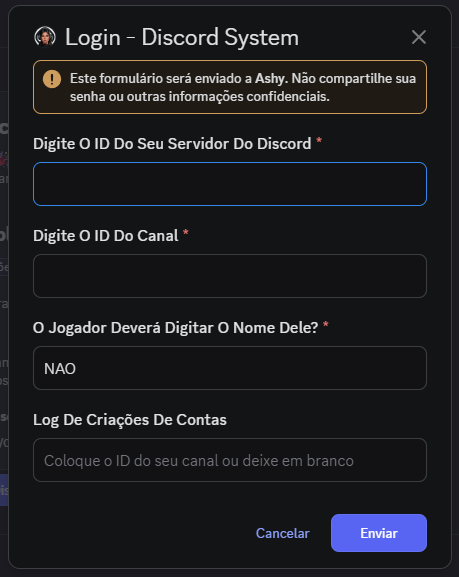 Login - Discord System
Este formulário será enviado a Ashy. Não compartilhe sua
senha ou outras informações confidenciais.
Digite O ID Do Seu Servidor Do Discord *
Digite O ID Do Canal *
O Jogador Deverá Digitar O Nome Dele? *
NAO
Log De Criações De Contas
Coloque o ID do seu canal ou deixe em branco
Cancelar
Enviar